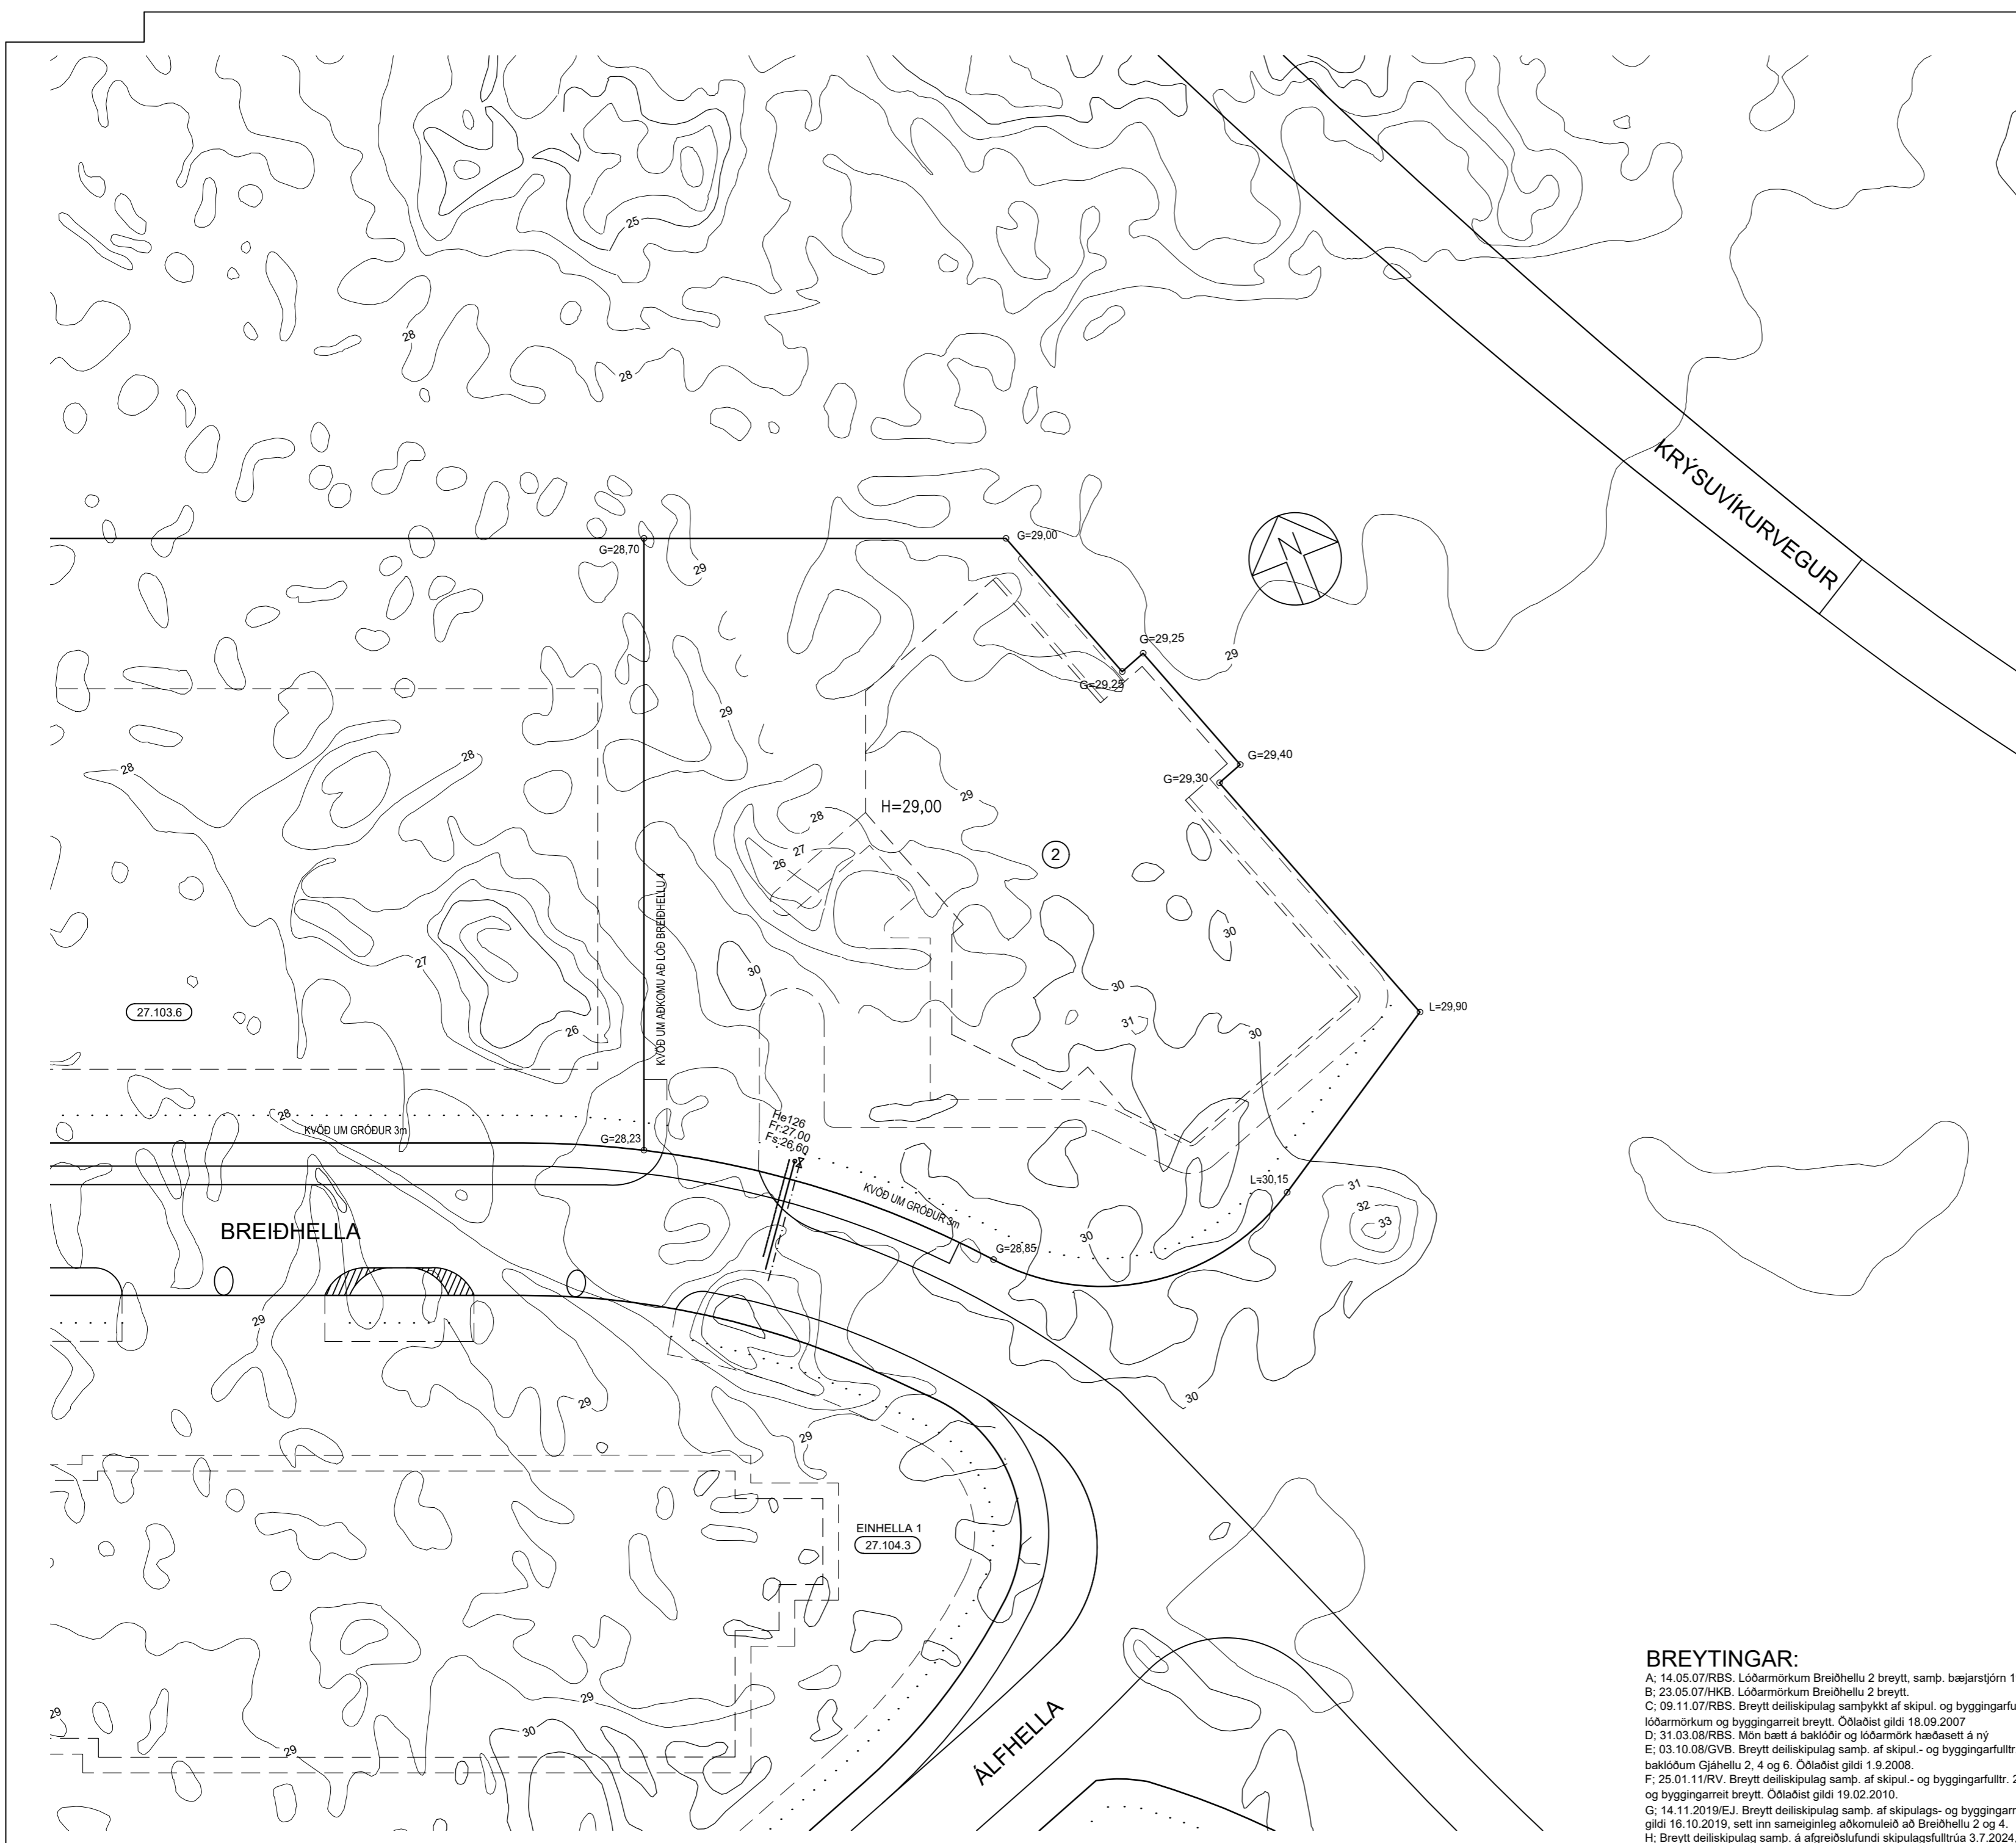 25
28
28
KRÝSUVÍKURVEGUR
G=28,70
G=29,00
29
G=29,25
29
G=29,25
29
G=29,40
28
28
G=29,30
H=29,00
29
28
27
26
2
KVÖÐ UM AÐKOMU AÐ LÓÐ BREIÐHELLU 4
30
27
30
30
31
30
L=29,90
27.103.6
26
28
KVÖÐ UM GRÓÐUR 3m
G=28,23
He126
Fr:27,00
Fs:26,60
L=30,15
KVÖÐ UM GRÓÐUR 3m
31
32
33
BREIÐHELLA
30
G=28,85
29
29
30
29
EINHELLA 1
27.104.3
29
29
30
29
ÁLFHELLA
BREYTINGAR:
A; 14.05.07/RBS. Lóðarmörkum Breiðhellu 2 breytt, samþ. bæjarstjórn 1
B; 23.05.07/HKB. Lóðarmörkum Breiðhellu 2 breytt.
C; 09.11.07/RBS. Breytt deiliskipulag samþykkt af skipul. og byggingarfu
lóðarmörkum og byggingarreit breytt. Öðlaðist gildi 18.09.2007
D; 31.03.08/RBS. Mön bætt á baklóðir og lóðarmörk hæðasett á ný
E; 03.10.08/GVB. Breytt deiliskipulag samþ. af skipul.- og byggingarfulltr
baklóðum Gjáhellu 2, 4 og 6. Öðlaðist gildi 1.9.2008.
F; 25.01.11/RV. Breytt deiliskipulag samþ. af skipul.- og byggingarfulltr. 2
og byggingarreit breytt. Öðlaðist gildi 19.02.2010.
G; 14.11.2019/EJ. Breytt deiliskipulag samþ. af skipulags- og byggingarr
gildi 16.10.2019, sett inn sameiginleg aðkomuleið að Breiðhellu 2 og 4.
H; Breytt deiliskipulag samþ. á afgreiðslufundi skipulagsfulltrúa 3.7.2024